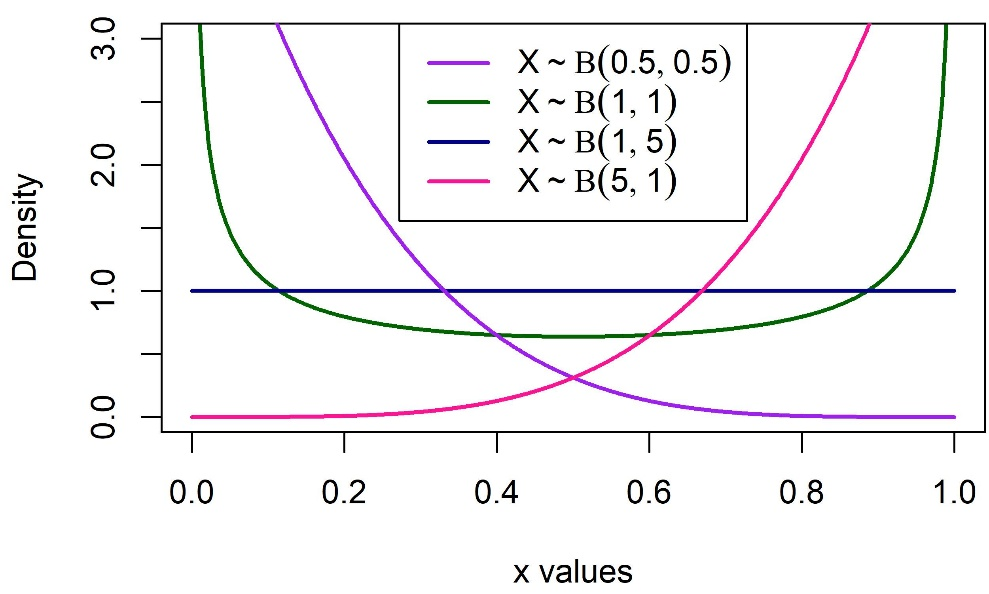 3.0
2.0
1.0
0.0
Density
X ~ B(0.5, 0.5)
X ~ B(1, 1)
X ~ B(1, 5)
X ~ B(5, 1)
0.0 0.2 0.4 0.6 0.8 1.0
x values